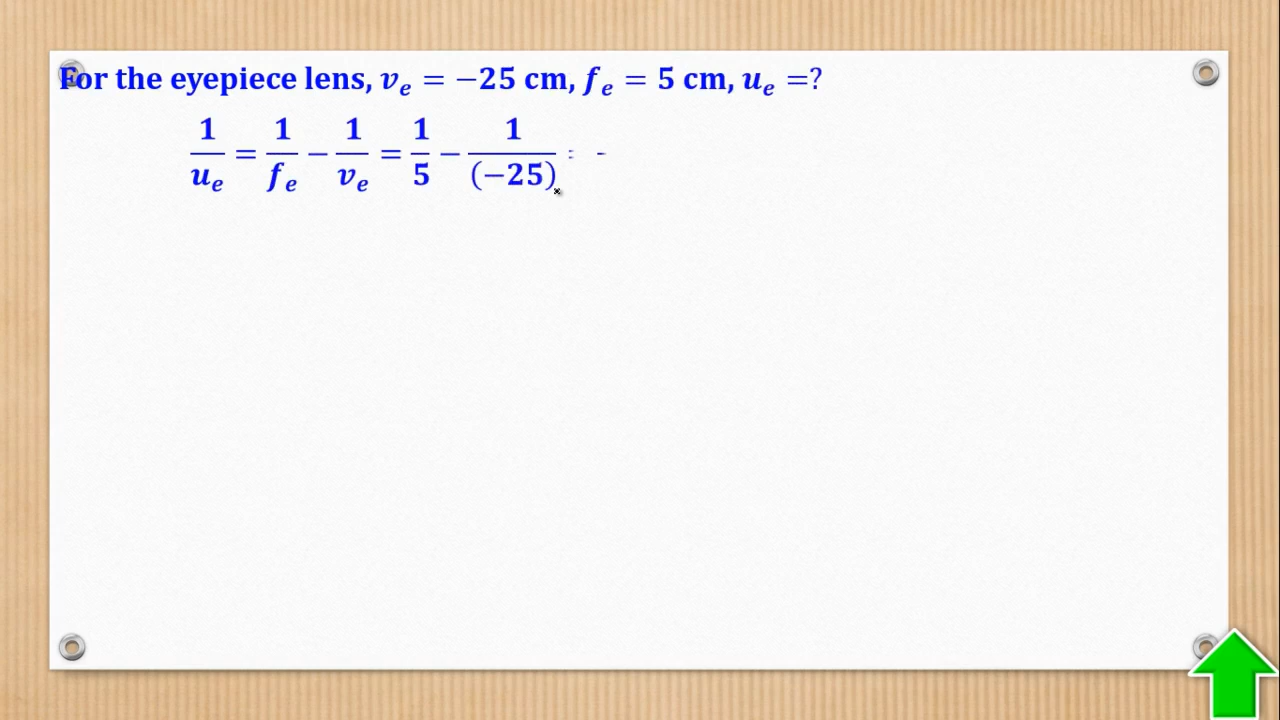 For the eyepiece lens, vₑ = −25 cm, fₑ = 5 cm, uₑ =?
1/uₑ = 1/fₑ − 1/vₑ = 1/5 − 1/(−25)